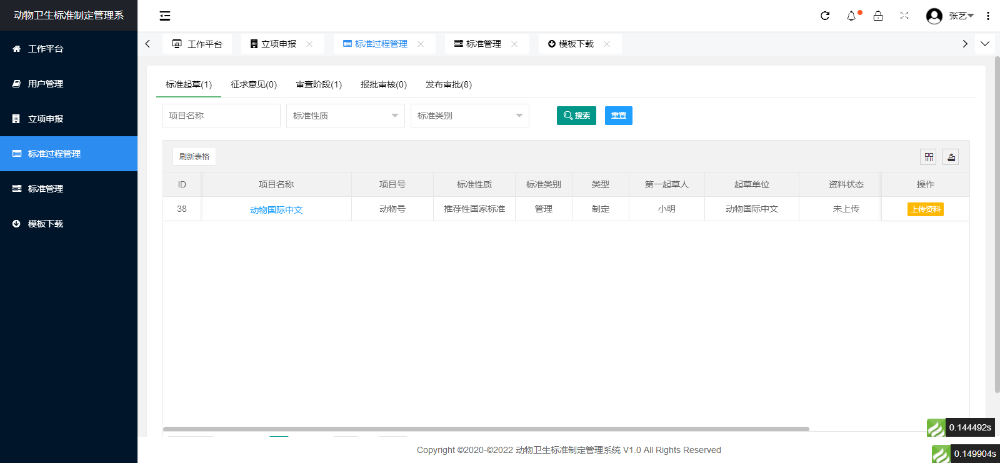 动物卫生标准制定管理系
张艺
工作平台
用户管理
立项申报
标准过程管理
标准管理
模板下载
工作平台 立项申报 标准过程管理 标准管理 模板下载
标准起草(1) 征求意见(0) 审查阶段(1) 报批审核(0) 发布审批(8)
项目名称 标准性质 标准类别 搜索 重置
刷新表格
ID 项目名称 项目号 标准性质 标准类别 类型 第一起草人 起草单位 资料状态 操作
38 动物国际中文 动物号 推荐性国家标准 管理 制定 小明 动物国际中文 未上传 上传资料
0.144492s
Copyright ©2020-©2022 动物卫生标准制定管理系统 V1.0 All Rights Reserved
0.149904s